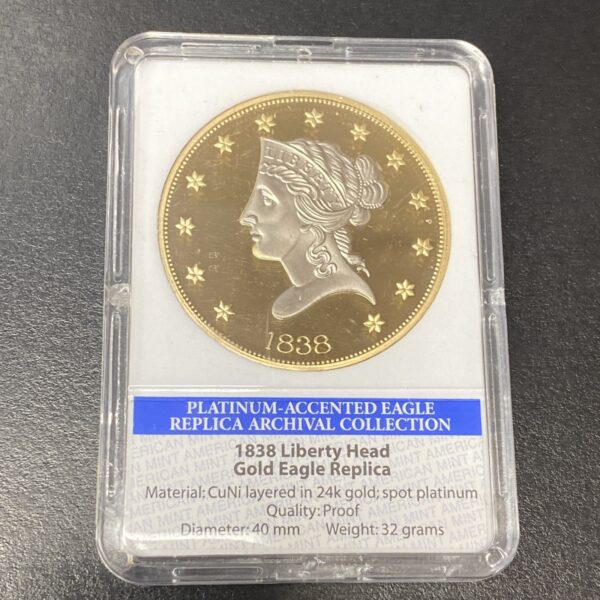 LIBERTY
1838
PLATINUM-ACCENTED EAGLE
REPLICA ARCHIVAL COLLECTION
1838 Liberty Head
Gold Eagle Replica
Material: CuNi layered in 24k gold; spot platinum
Quality: Proof
Diameter: 40 mm Weight: 32 grams